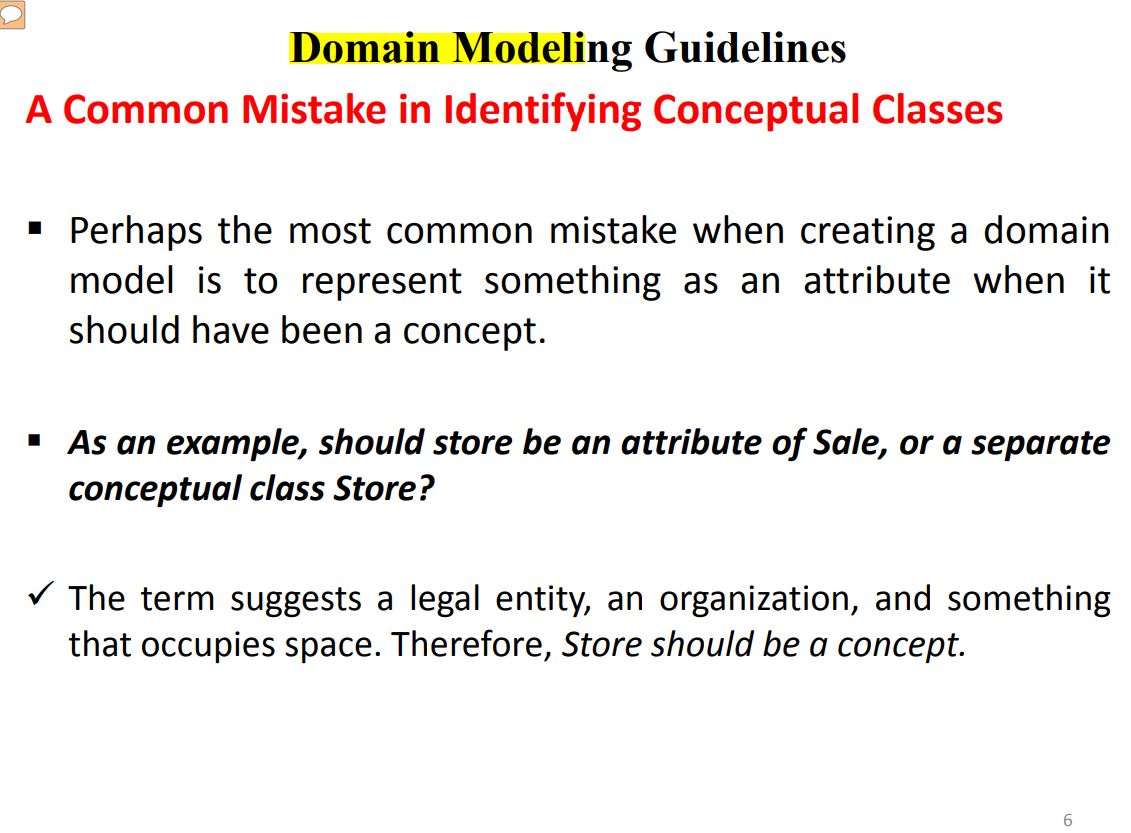 Domain Modeling Guidelines
A Common Mistake in Identifying Conceptual Classes
▪ Perhaps the most common mistake when creating a domain
model is to represent something as an attribute when it
should have been a concept.
▪ As an example, should store be an attribute of Sale, or a separate
conceptual class Store?
✓ The term suggests a legal entity, an organization, and something
that occupies space. Therefore, Store should be a concept.
6